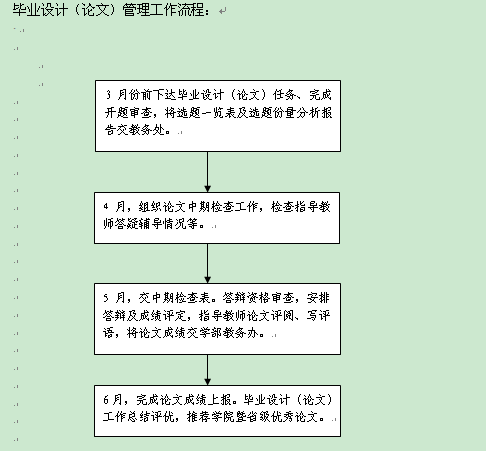 毕业设计（论文）管理工作流程：
3 月份前下达毕业设计（论文）任务、完成
开题审查，将选题一览表及选题份量分析报
告交教务处。
4 月，组织论文中期检查工作，检查指导教
师答疑辅导情况等。
5 月，交中期检查表。答辩资格审查，安排
答辩及成绩评定，指导教师论文评阅、写评
语，将论文成绩交学部教务办。
6 月，完成论文成绩上报。毕业设计（论文）
工作总结评优，推荐学院暨省级优秀论文。